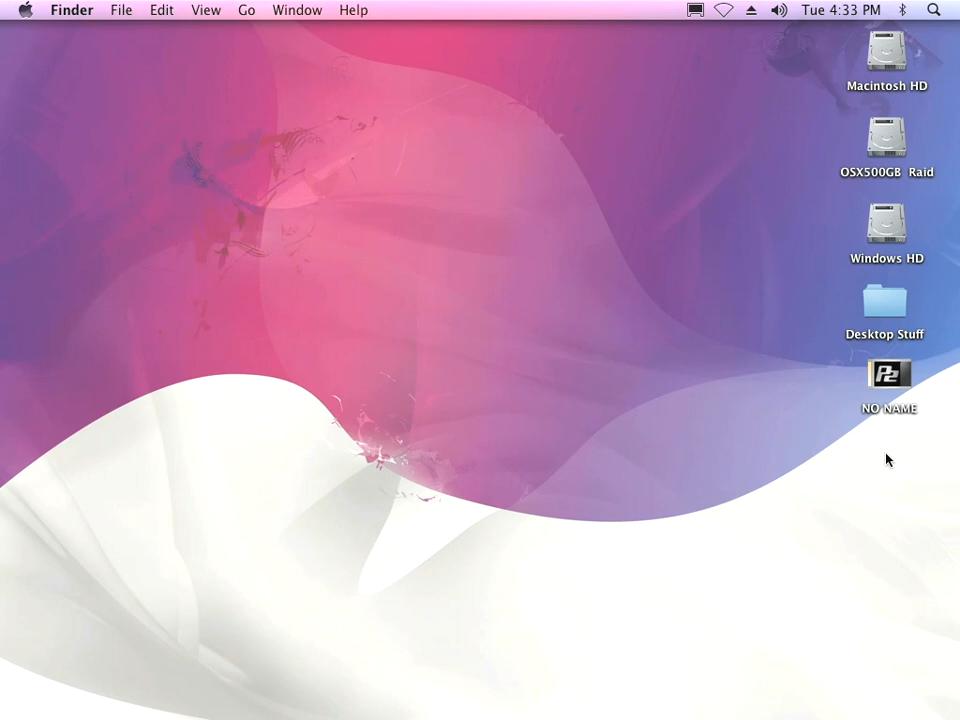 Finder File Edit View Go Window Help Tue 4:33 PM
Macintosh HD
OSX500GB Raid
Windows HD
Desktop Stuff
P2
NO NAME